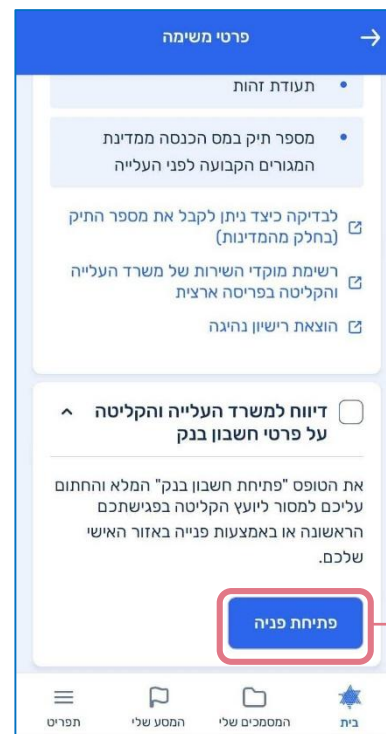 פרטי משימה
תעודת זהות
מספר תיק במס הכנסה ממדינת
המגורים הקבועה לפני העלייה
לבדיקה כיצד ניתן לקבל את מספר התיק
(בחלק מהמדינות)
רשימת מוקדי השירות של משרד העלייה
והקליטה בפריסה ארצית
הוצאת רישיון נהיגה
דיווח למשרד העלייה והקליטה
על פרטי חשבון בנק
את הטופס "פתיחת חשבון בנק" המלא והחתום
עליכם למסור ליועץ הקליטה בפגישתכם
הראשונה או באמצעות פנייה באזור האישי
שלכם.
פתיחת פניה
בית
המסמכים שלי
המסע שלי
תפריט